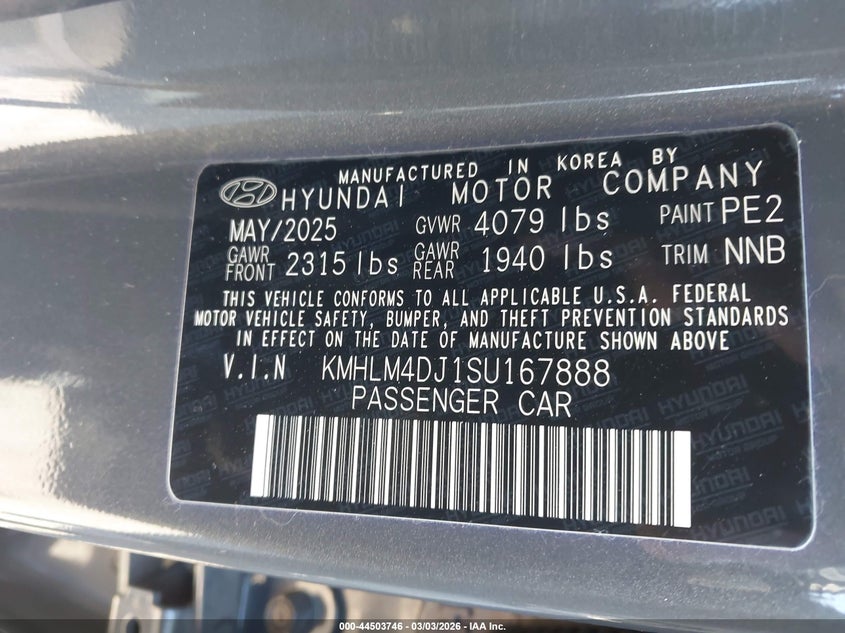 MANUFACTURED IN KOREA BY
HYUNDAI MOTOR COMPANY
MAY/2025 GVWR 4079 lbs PAINT PE2
GAWR FRONT 2315 lbs GAWR REAR 1940 lbs TRIM NNB
THIS VEHICLE CONFORMS TO ALL APPLICABLE U.S.A. FEDERAL
MOTOR VEHICLE SAFETY, BUMPER, AND THEFT PREVENTION STANDARDS
IN EFFECT ON THE DATE OF MANUFACTURE SHOWN ABOVE
V.I.N KMHLM4DJ1SU167888
PASSENGER CAR
000-44503746 - 03/03/2026 - IAA Inc.